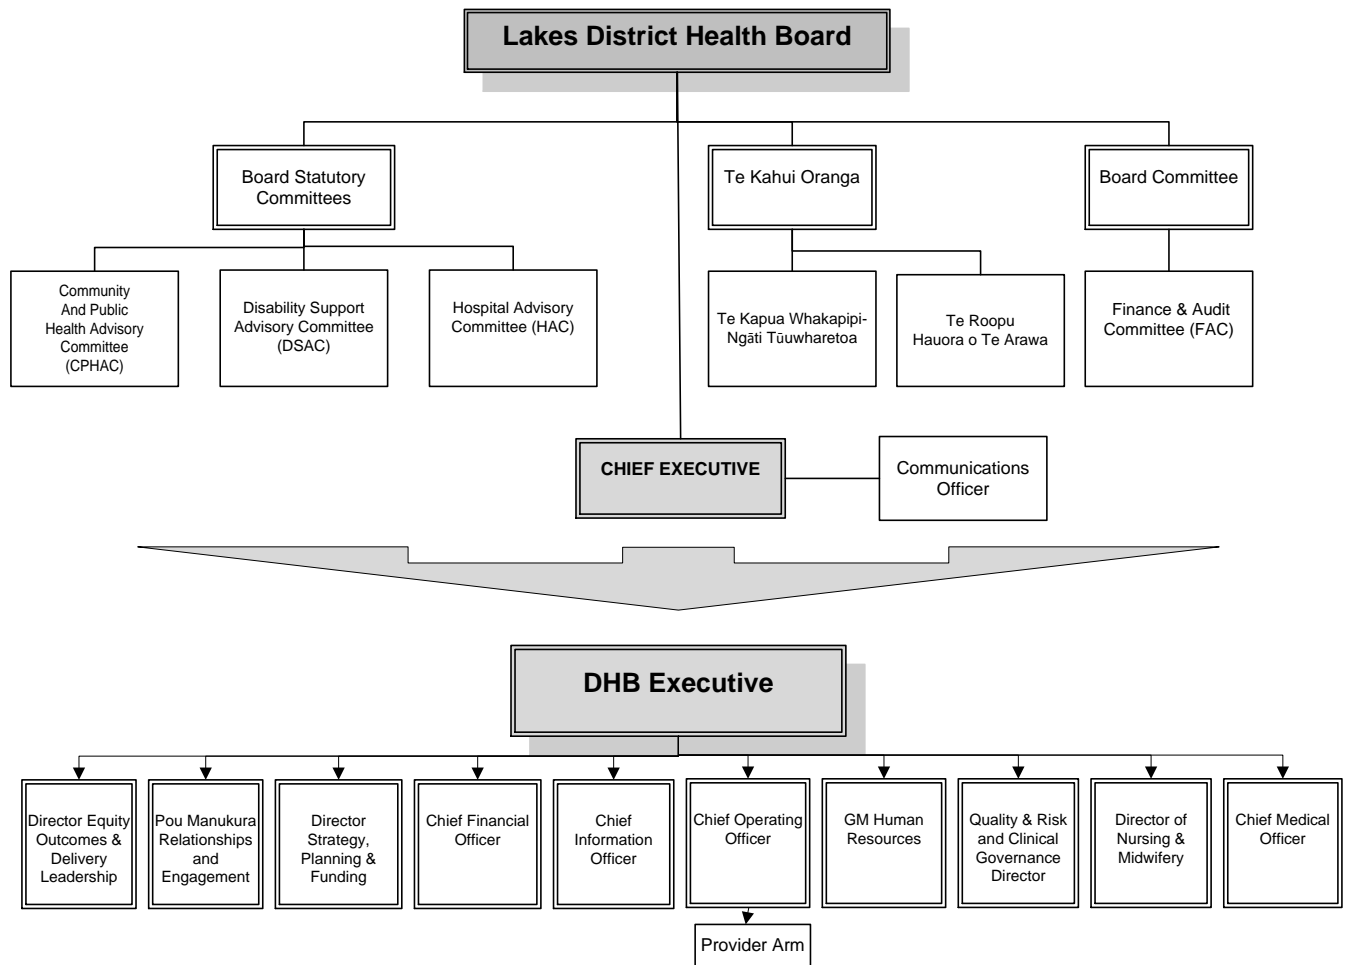 Lakes District Health Board
Board Statutory
Committees
Te Kahui Oranga
Board Committee
Community
And Public
Health Advisory
Committee
(CPHAC)
Disability Support
Advisory Committee
(DSAC)
Hospital Advisory
Committee (HAC)
Te Kapua Whakapipi-
Ngāti Tūuwharetoa
Te Roopu
Hauora o Te Arawa
Finance & Audit
Committee (FAC)
CHIEF EXECUTIVE
Communications
Officer
DHB Executive
Director Equity
Outcomes &
Delivery
Leadership
Pou Manukura
Relationships
and
Engagement
Director
Strategy,
Planning &
Funding
Chief Financial
Officer
Chief
Information
Officer
Chief Operating
Officer
GM Human
Resources
Quality & Risk
and Clinical
Governance
Director
Director of
Nursing &
Midwifery
Chief Medical
Officer
Provider Arm